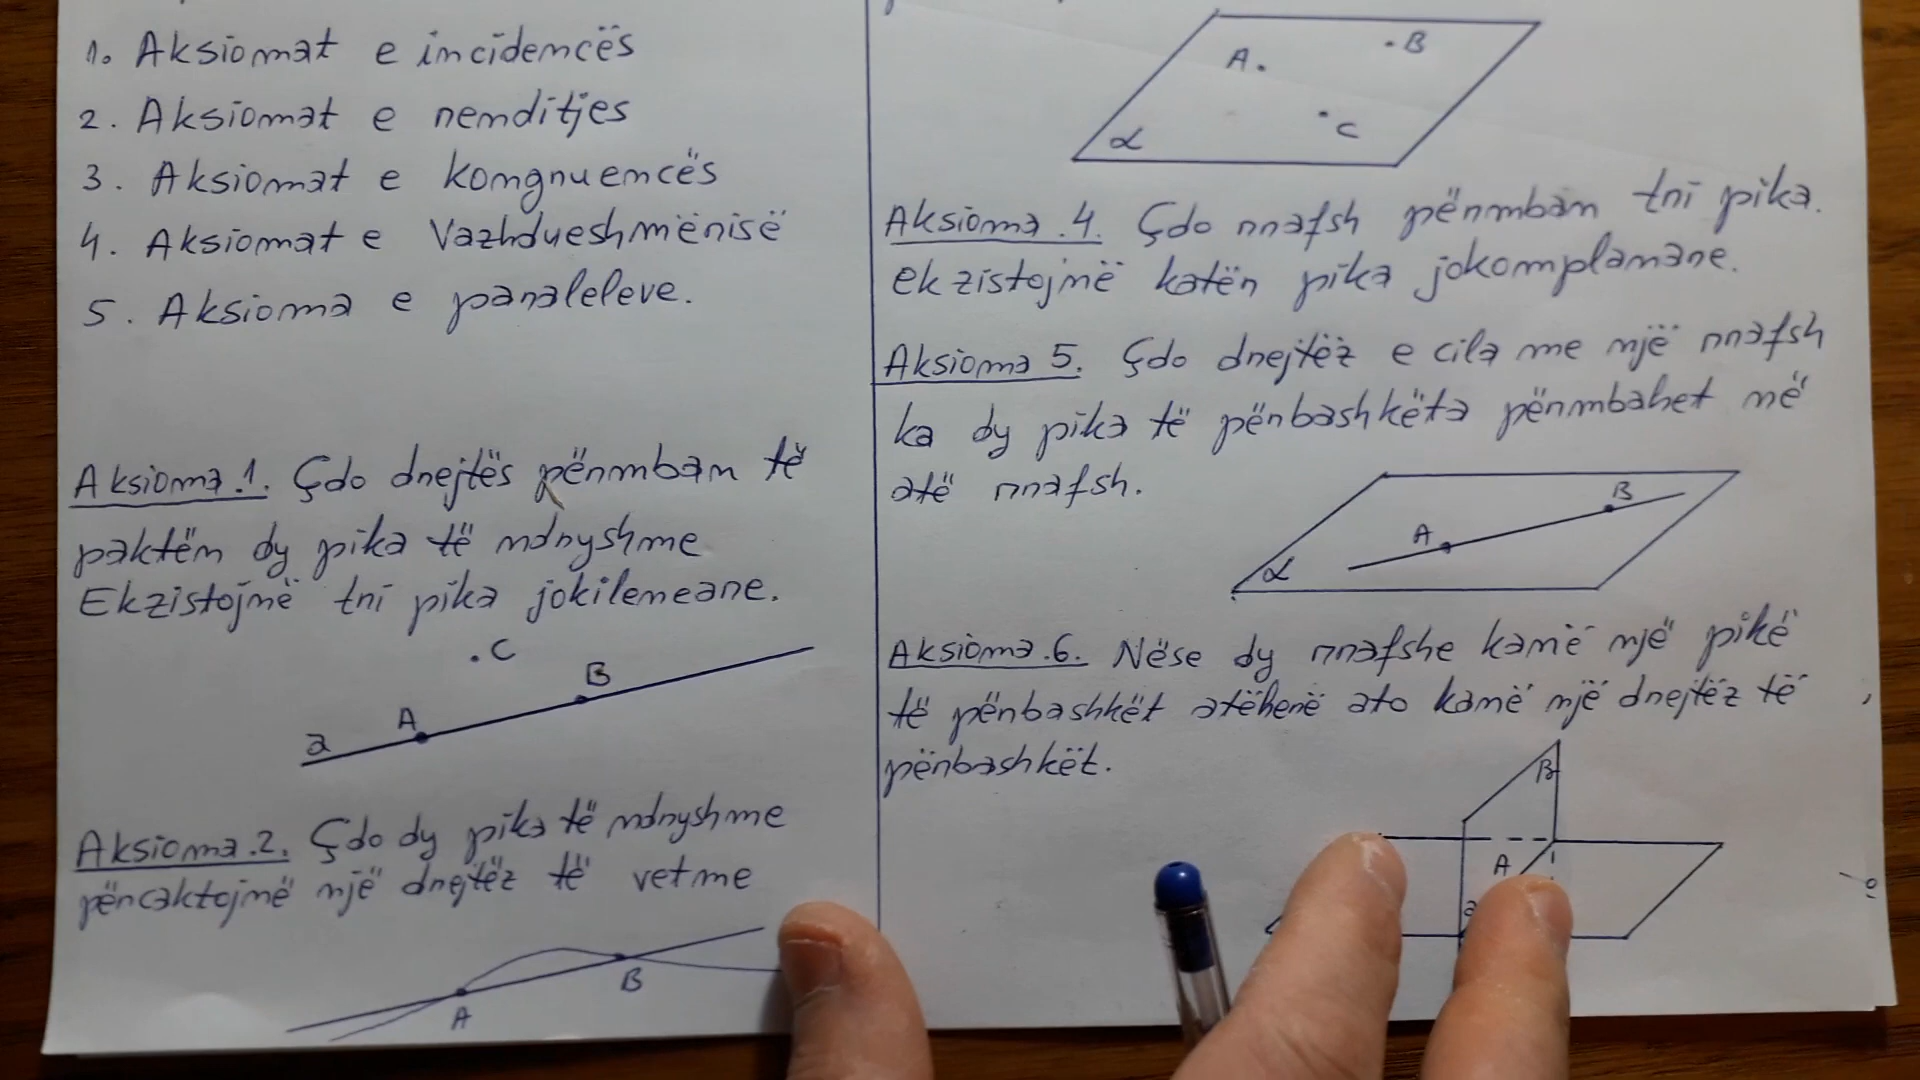 1. Aksiomat e incidencës
2. Aksiomat e renditjes
3. Aksiomat e kongruencës
4. Aksiomat e Vazhdueshmërisë
5. Aksioma e paraleleve.
Aksioma.1. Çdo drejtës përmban të
paktën dy pika të ndryshme
Ekzistojnë tri pika jokileneare.
.C
B
A
a
Aksioma.2. Çdo dy pika të ndryshme
përcaktojnë një drejtëz të vetme
B
A
A.
.B
.C
α
Aksioma.4. Çdo rrafsh përmban tri pika.
ekzistojnë katër pika jokomplanare.
Aksioma 5. Çdo drejtëz e cila me një rrafsh
ka dy pika të përbashkëta përmbahet në
atë rrafsh.
B
A
α
Aksioma.6. Nëse dy rrafshe kanë një pikë
të përbashkët atëherë ato kanë një drejtëz të
përbashkët.
B
A
a